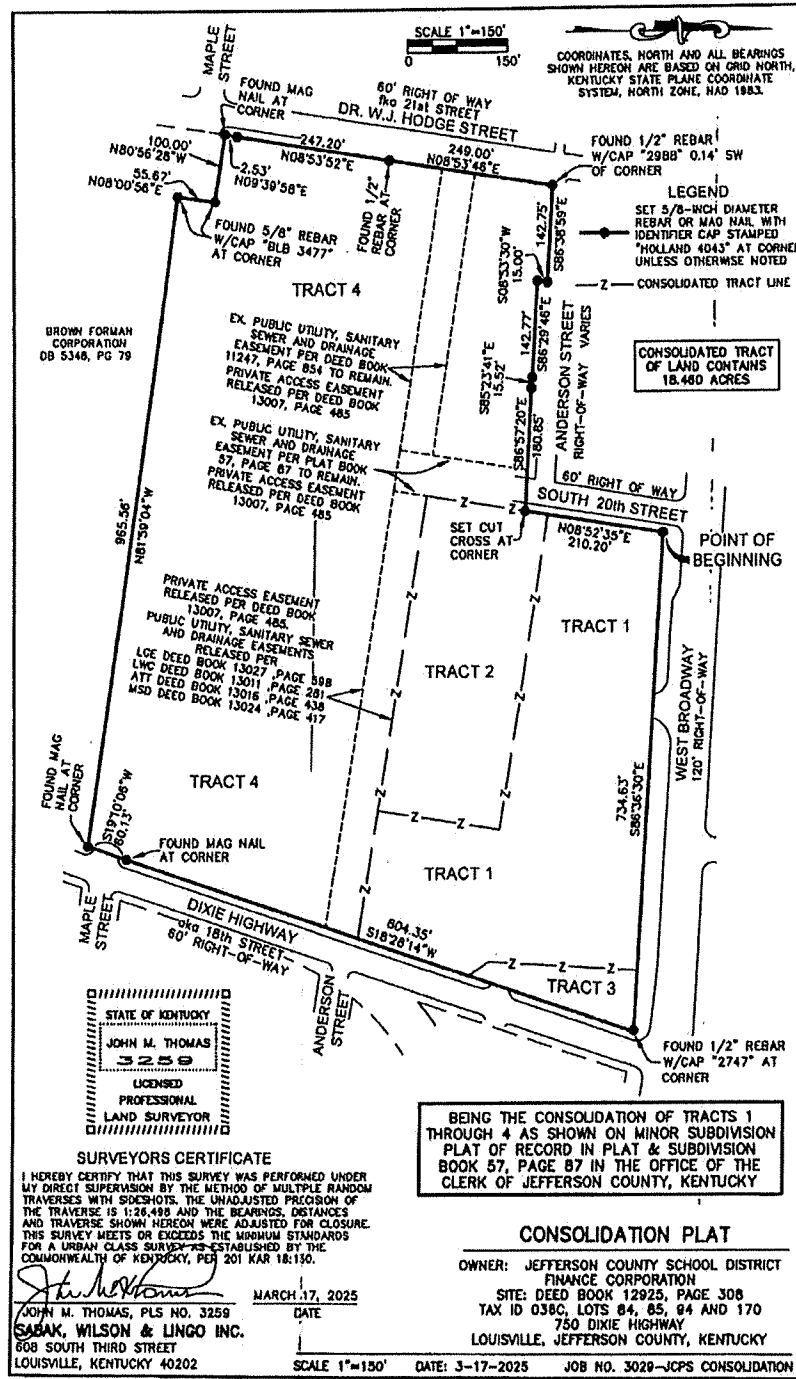 SCALE 1"=150'
0 150'
COORDINATES, NORTH AND ALL BEARINGS
SHOWN HEREON ARE BASED ON GRID NORTH,
KENTUCKY STATE PLANE COORDINATE
SYSTEM, NORTH ZONE, NAD 1983.
MAPLE
STREET
FOUND MAG
NAIL AT
CORNER
60' RIGHT OF WAY
fka 21st STREET
DR. W.J. HODGE STREET
100.00'
N80°56'28"W
2.53'
N09°39'58"E
247.20'
N08°53'52"E
249.00'
N08°53'46"E
FOUND 1/2" REBAR
W/CAP "29BB" 0.14' SW
OF CORNER
55.67'
N08°00'56"E
FOUND 5/8" REBAR
W/CAP "BLB 3477"
AT CORNER
FOUND 1/2"
REBAR AT
CORNER
142.75'
S86°38'59"E
S08°53'30"W
15.00'
142.77'
S86°29'46"E
S85°23'41"E
15.52'
S86°57'20"E
180.85'
ANDERSON STREET
RIGHT-OF-WAY VARIES
LEGEND
SET 5/8-INCH DIAMETER
REBAR OR MAG NAIL WITH
IDENTIFIER CAP STAMPED
"HOLLAND 4043" AT CORNER
UNLESS OTHERWISE NOTED
Z CONSOLIDATED TRACT LINE
CONSOLIDATED TRACT
OF LAND CONTAINS
18.460 ACRES
TRACT 4
BROWN FORMAN
CORPORATION
DB 5346, PG 79
EX. PUBLIC UTILITY, SANITARY
SEWER AND DRAINAGE
EASEMENT PER DEED BOOK
11247, PAGE 854 TO REMAIN.
PRIVATE ACCESS EASEMENT
RELEASED PER DEED BOOK
13007, PAGE 485
EX. PUBLIC UTILITY, SANITARY
SEWER AND DRAINAGE
EASEMENT PER PLAT BOOK
57, PAGE 87 TO REMAIN.
PRIVATE ACCESS EASEMENT
RELEASED PER DEED BOOK
13007, PAGE 485
965.56'
N81°59'04"W
60' RIGHT OF WAY
SOUTH 20th STREET
Z Z
SET CUT
CROSS AT
CORNER
N08°52'35"E
210.20'
POINT OF
BEGINNING
PRIVATE ACCESS EASEMENT
RELEASED PER DEED BOOK
13007, PAGE 485.
PUBLIC UTILITY, SANITARY SEWER
AND DRAINAGE EASEMENTS
RELEASED PER
LGE DEED BOOK 13027 ,PAGE 598
LWC DEED BOOK 13011 ,PAGE 281
ATT DEED BOOK 13016 ,PAGE 438
MSD DEED BOOK 13024 ,PAGE 417
TRACT 1
TRACT 2
WEST BROADWAY
120' RIGHT-OF-WAY
734.63'
S86°36'30"E
TRACT 4
FOUND MAG
NAIL AT
CORNER
S19°10'06"W
60.13'
FOUND MAG NAIL
AT CORNER
Z Z
TRACT 1
MAPLE
STREET
DIXIE HIGHWAY
aka 18th STREET
60' RIGHT-OF-WAY
604.35'
S18°28'14"W
Z Z Z
TRACT 3
ANDERSON
STREET
FOUND 1/2" REBAR
W/CAP "2747" AT
CORNER
STATE OF KENTUCKY
JOHN M. THOMAS
3259
LICENSED
PROFESSIONAL
LAND SURVEYOR
BEING THE CONSOLIDATION OF TRACTS 1
THROUGH 4 AS SHOWN ON MINOR SUBDIVISION
PLAT OF RECORD IN PLAT & SUBDIVISION
BOOK 57, PAGE 87 IN THE OFFICE OF THE
CLERK OF JEFFERSON COUNTY, KENTUCKY
SURVEYORS CERTIFICATE
I HEREBY CERTIFY THAT THIS SURVEY WAS PERFORMED UNDER
MY DIRECT SUPERVISION BY THE METHOD OF MULTIPLE RANDOM
TRAVERSES WITH SIDESHOTS. THE UNADJUSTED PRECISION OF
THE TRAVERSE IS 1:26,498 AND THE BEARINGS, DISTANCES
AND TRAVERSE SHOWN HEREON WERE ADJUSTED FOR CLOSURE.
THIS SURVEY MEETS OR EXCEEDS THE MINIMUM STANDARDS
FOR A URBAN CLASS SURVEY AS ESTABLISHED BY THE
COMMONWEALTH OF KENTUCKY, PER 201 KAR 18:150.
MARCH 17, 2025
JOHN M. THOMAS, PLS NO. 3259 DATE
SABAK, WILSON & LINGO INC.
608 SOUTH THIRD STREET
LOUISVILLE, KENTUCKY 40202
CONSOLIDATION PLAT
OWNER: JEFFERSON COUNTY SCHOOL DISTRICT
FINANCE CORPORATION
SITE: DEED BOOK 12925, PAGE 308
TAX ID 038C, LOTS 84, 85, 94 AND 170
750 DIXIE HIGHWAY
LOUISVILLE, JEFFERSON COUNTY, KENTUCKY
SCALE 1"=150' DATE: 3-17-2025 JOB NO. 3029-JCPS CONSOLIDATION